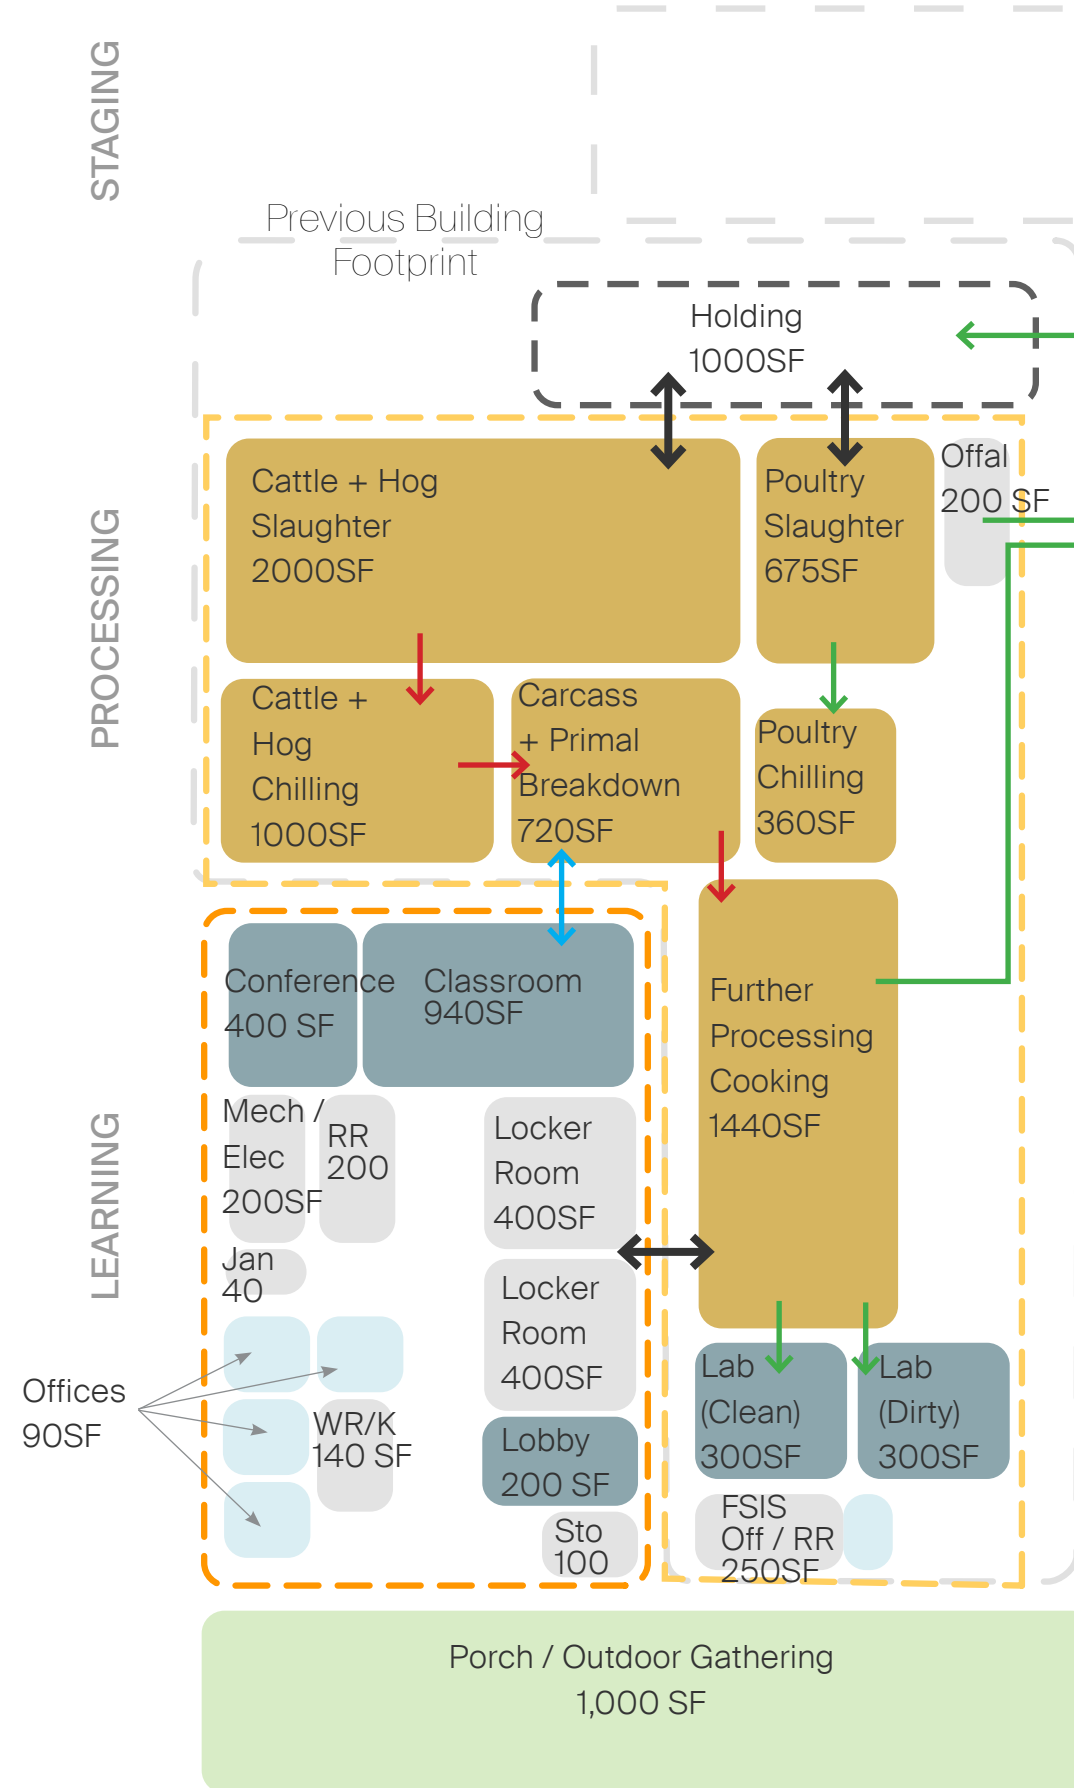 STAGING
Previous Building
Footprint
Holding
1000SF
PROCESSING
Cattle + Hog
Slaughter
2000SF
Poultry
Slaughter
675SF
Offal
200 SF
Cattle +
Hog
Chilling
1000SF
Carcass
+ Primal
Breakdown
720SF
Poultry
Chilling
360SF
LEARNING
Conference
400 SF
Classroom
940SF
Further
Processing
Cooking
1440SF
Mech /
Elec
200SF
RR
200
Locker
Room
400SF
Jan
40
Locker
Room
400SF
Offices
90SF
WR/K
140 SF
Lobby
200 SF
Sto
100
Lab
(Clean)
300SF
Lab
(Dirty)
300SF
FSIS
Off / RR
250SF
Porch / Outdoor Gathering
1,000 SF